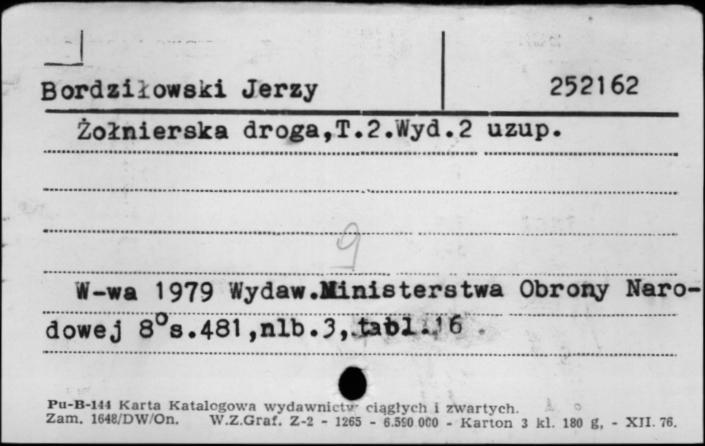 Bordziłowski Jerzy 252162
Żołnierska droga,T.2.Wyd.2 uzup.
9
W-wa 1979 Wydaw.Ministerstwa Obrony Naro-
dowej 8°s.481,nlb.3,tabl.16.
Pu-B-144 Karta Katalogowa wydawnictw ciągłych i zwartych.
Zam. 1648/DW/On. W.Z.Graf. Z-2 - 1265 - 6.590 000 - Karton 3 kl. 180 g, - XII. 76.